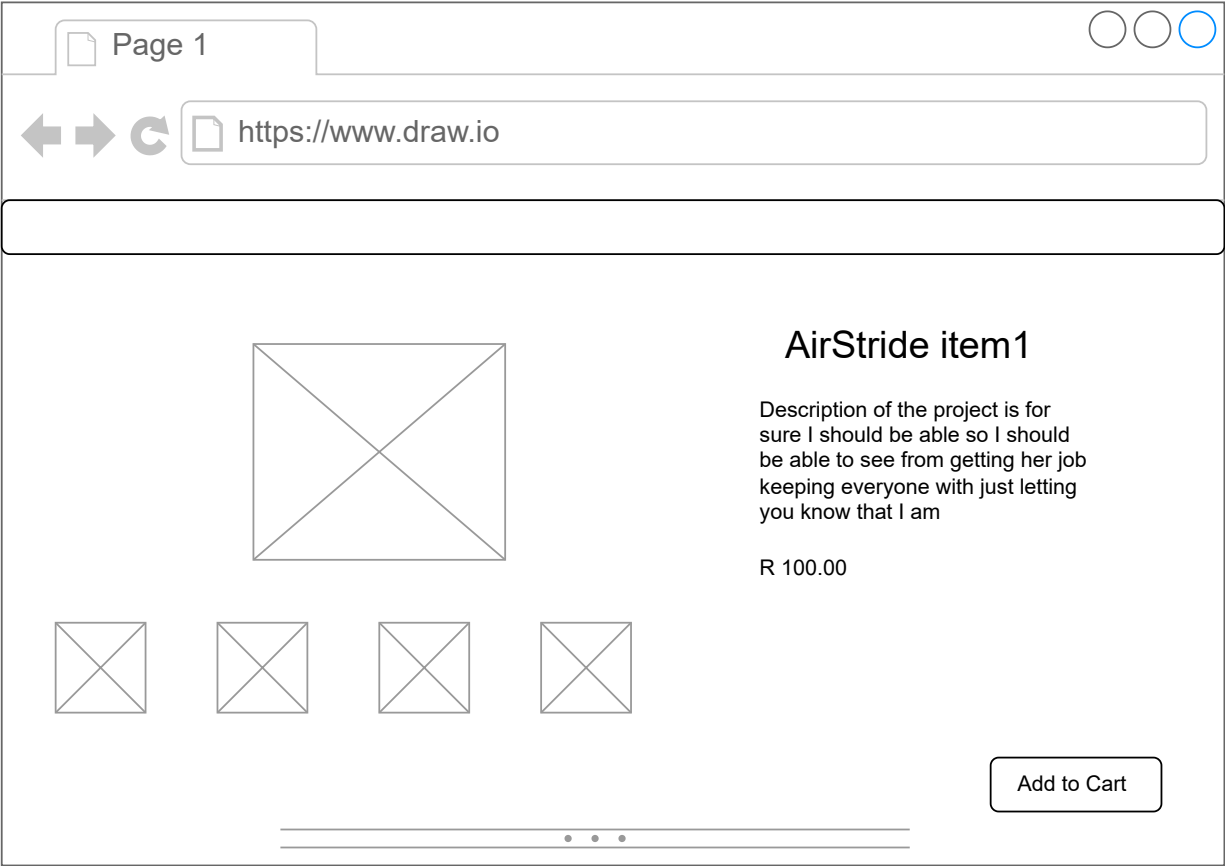 Page 1
https://www.draw.io
AirStride item1
Description of the project is for
sure I should be able so I should
be able to see from getting her job
keeping everyone with just letting
you know that I am
R 100.00
Add to Cart